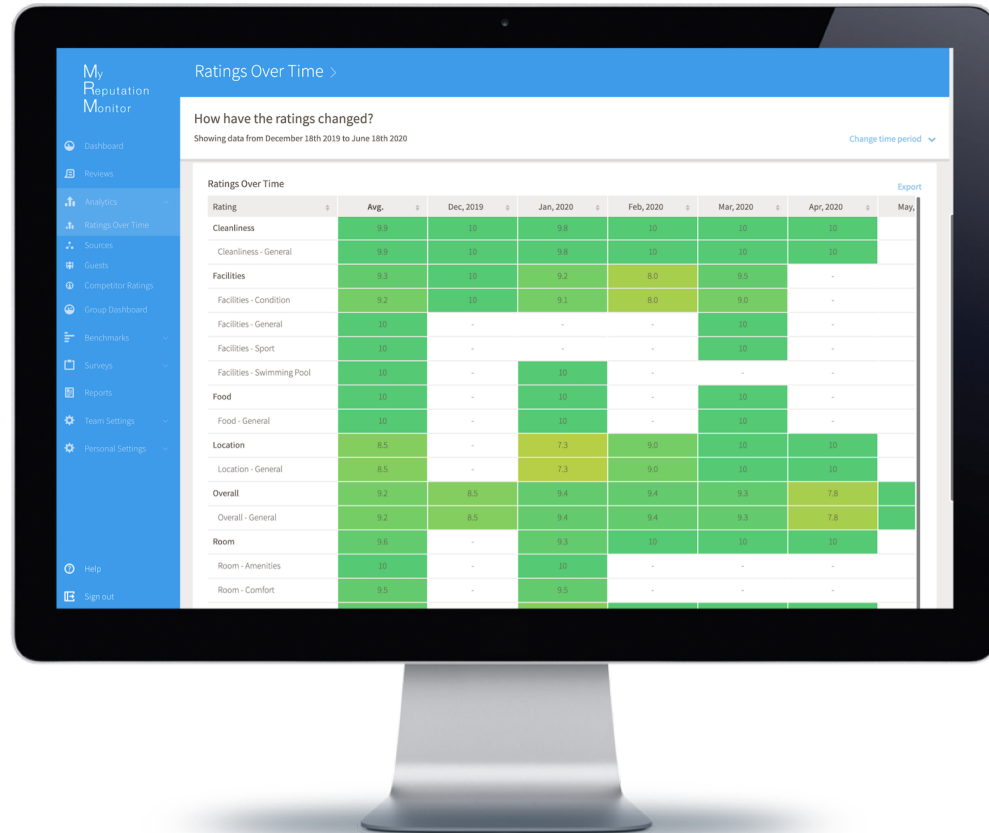 My
Reputation
Monitor
Dashboard
Reviews
Analytics
Ratings Over Time
Sources
Guests
Competitor Ratings
Group Dashboard
Benchmarks
Surveys
Reports
Team Settings
Personal Settings
Help
Sign out
Ratings Over Time >
How have the ratings changed?
Showing data from December 18th 2019 to June 18th 2020
Change time period
Ratings Over Time
Export
Rating Avg. Dec, 2019 Jan, 2020 Feb, 2020 Mar, 2020 Apr, 2020 May,
Cleanliness 9.9 10 9.8 10 10 10
Cleanliness - General 9.9 10 9.8 10 10 10
Facilities 9.3 10 9.2 8.0 9.5 -
Facilities - Condition 9.2 10 9.1 8.0 9.0 -
Facilities - General 10 - - - 10 -
Facilities - Sport 10 - - - 10 -
Facilities - Swimming Pool 10 - 10 - - -
Food 10 - 10 - 10 -
Food - General 10 - 10 - 10 -
Location 8.5 - 7.3 9.0 10 10
Location - General 8.5 - 7.3 9.0 10 10
Overall 9.2 8.5 9.4 9.4 9.3 7.8
Overall - General 9.2 8.5 9.4 9.4 9.3 7.8
Room 9.6 - 9.3 10 10 10
Room - Amenities 10 - 10 - - -
Room - Comfort 9.5 - 9.5 - - -